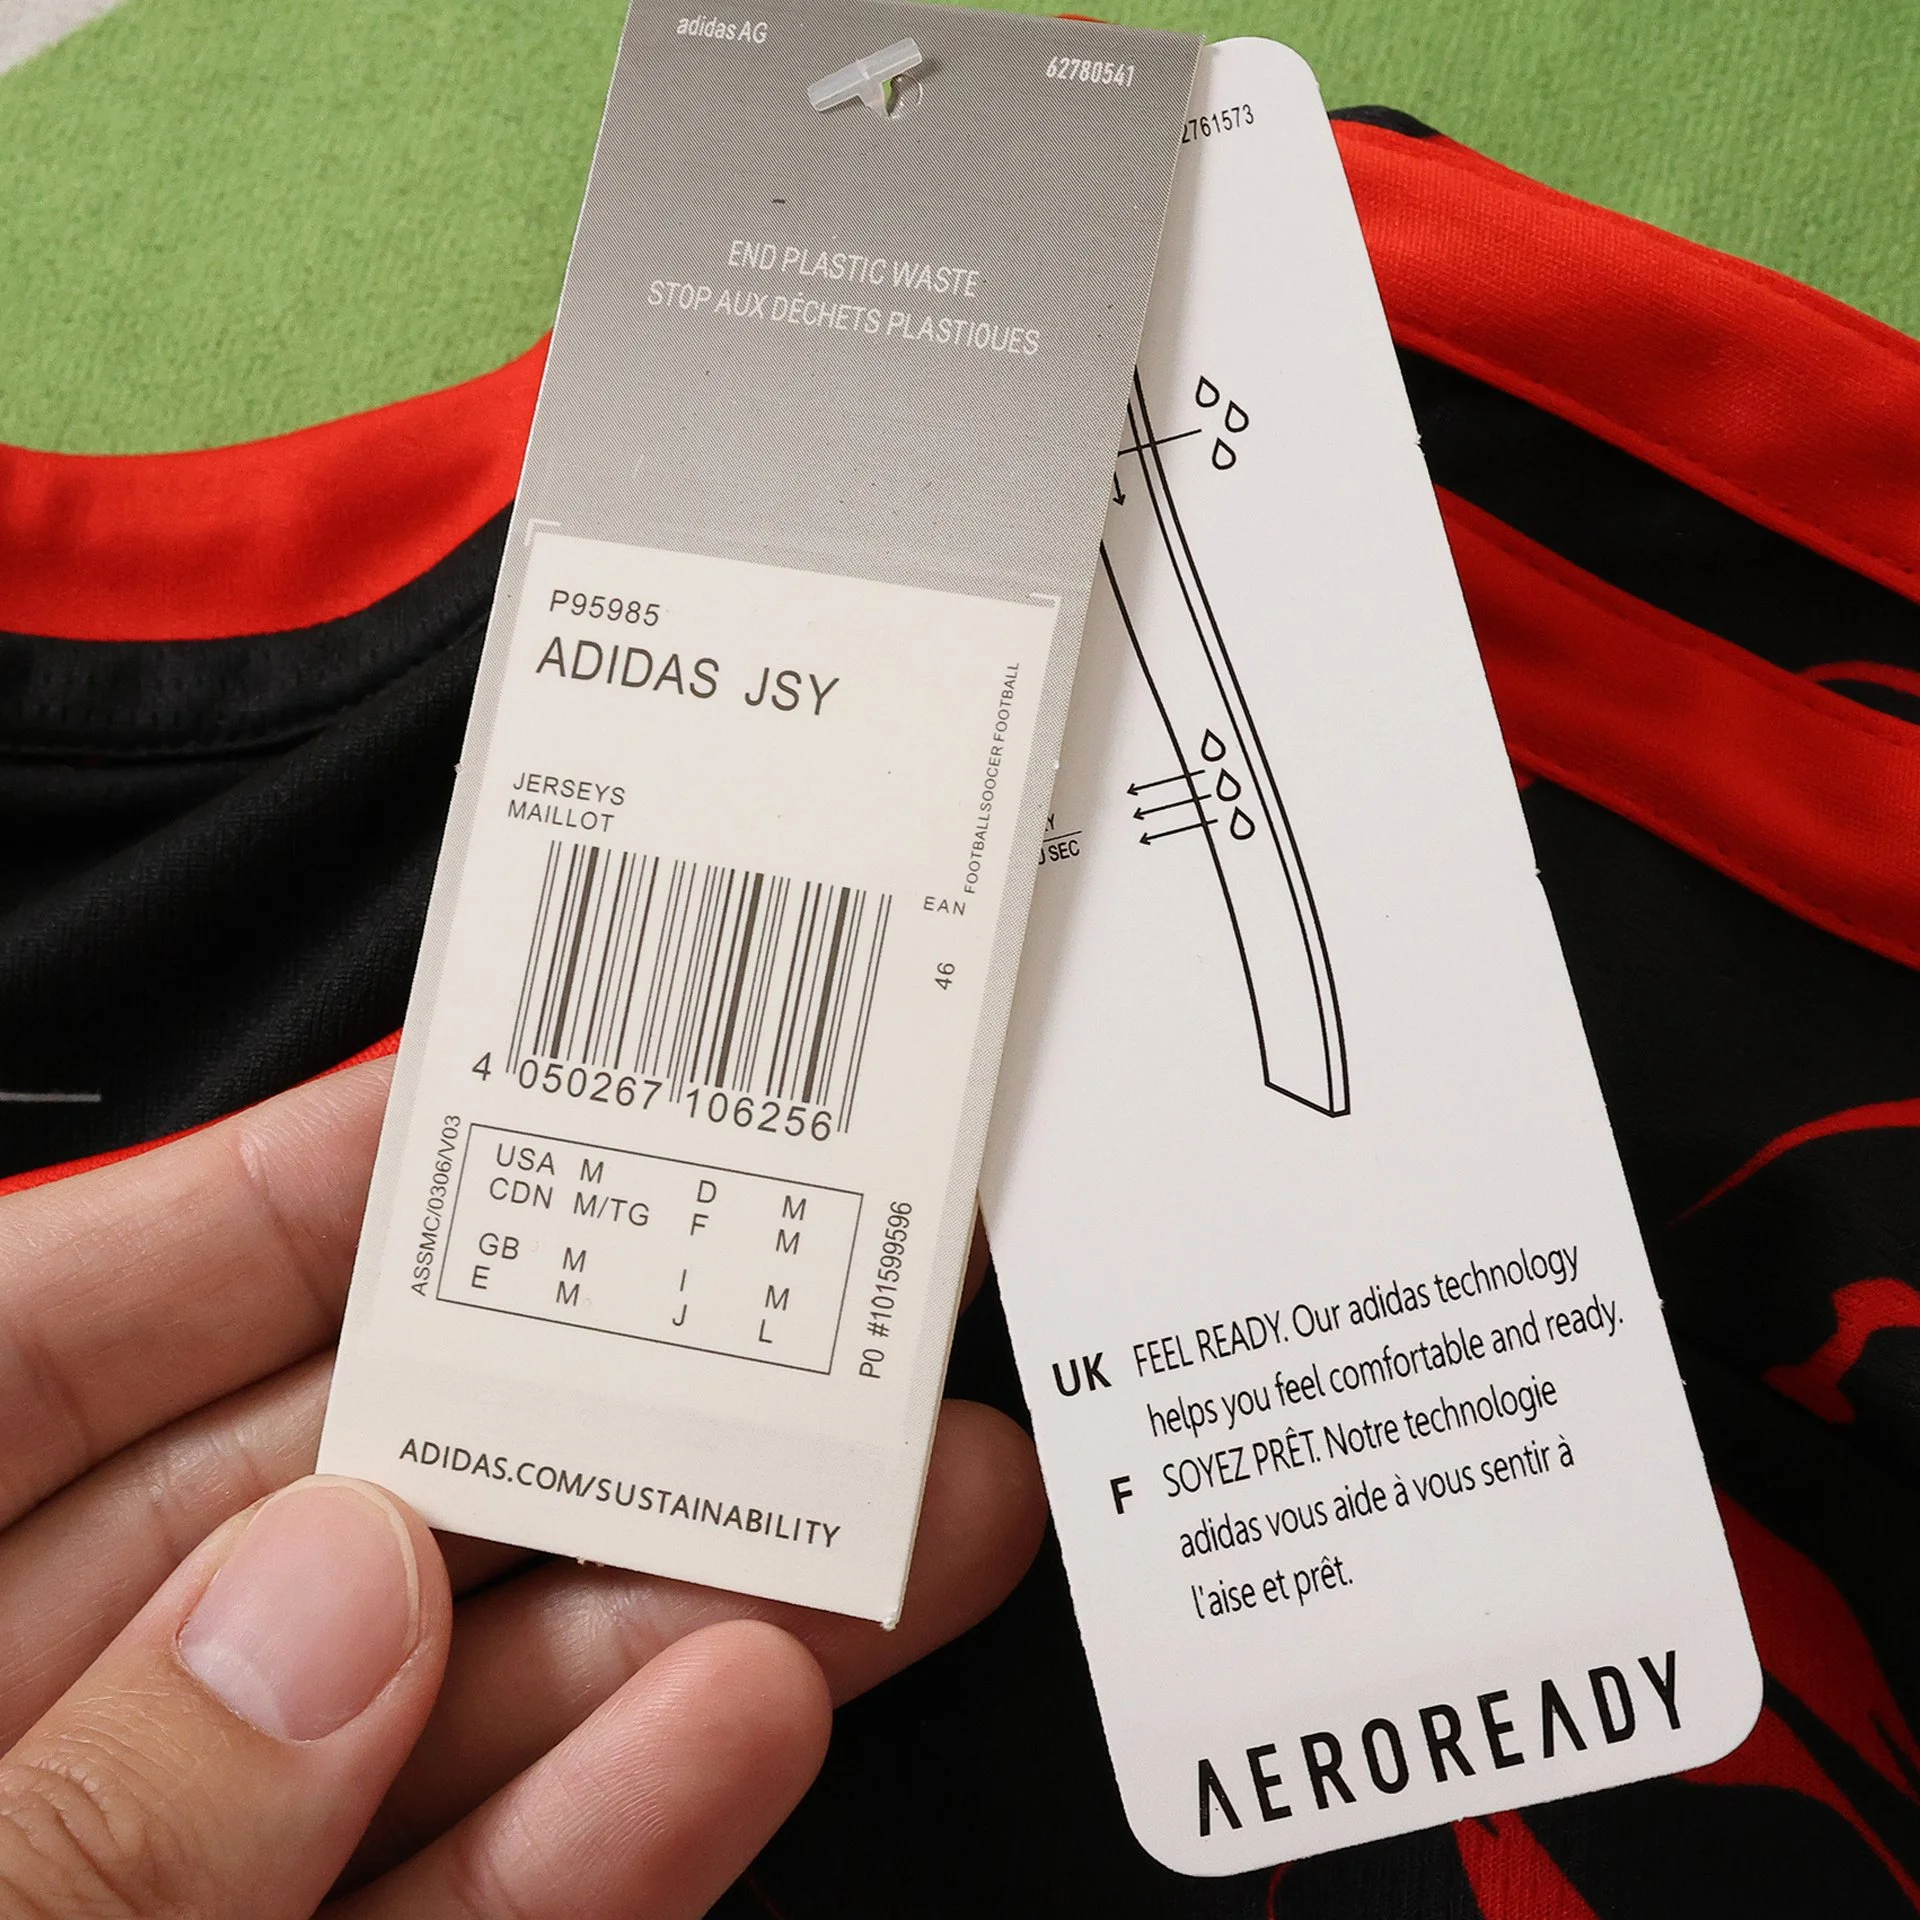 adidas AG
62780541
END PLASTIC WASTE
STOP AUX DÉCHETS PLASTIQUES
P95985
ADIDAS JSY
JERSEYS
MAILLOT
FOOTBALLSOCCER FOOTBALL
EAN
46
4 050267 106256
ASSMC/0306/V03
USA M D M
CDN M/TG F M
GB M I M
E M J L
PO #101599596
ADIDAS.COM/SUSTAINABILITY
2761573
SEC
UK FEEL READY. Our adidas technology
helps you feel comfortable and ready.
F SOYEZ PRÊT. Notre technologie
adidas vous aide à vous sentir à
l'aise et prêt.
AEROREADY